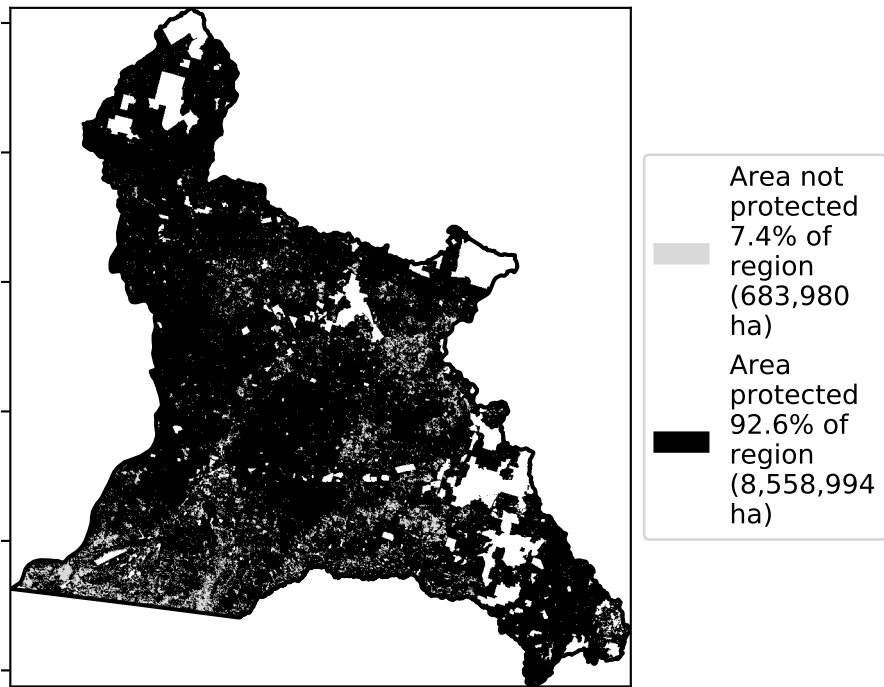 Area not
protected
7.4% of
region
(683,980
ha)
Area
protected
92.6% of
region
(8,558,994
ha)